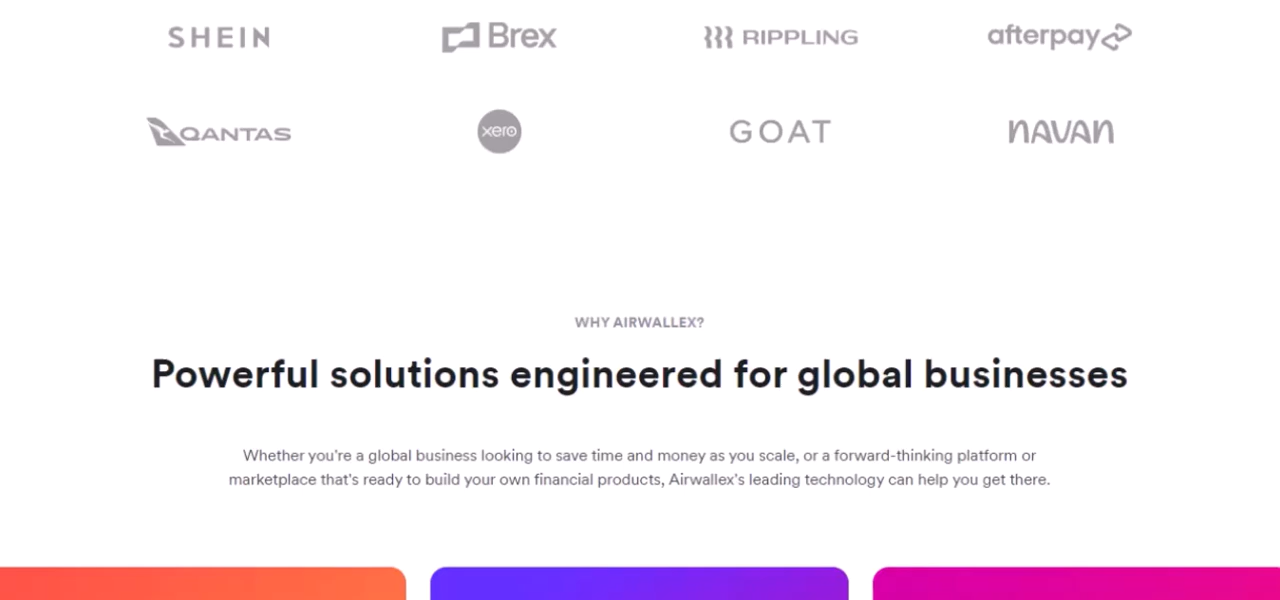 SHEIN Brex RIPPLING afterpay
QANTAS xero GOAT NAVAN
WHY AIRWALLEX?
Powerful solutions engineered for global businesses
Whether you're a global business looking to save time and money as you scale, or a forward-thinking platform or
marketplace that's ready to build your own financial products, Airwallex's leading technology can help you get there.